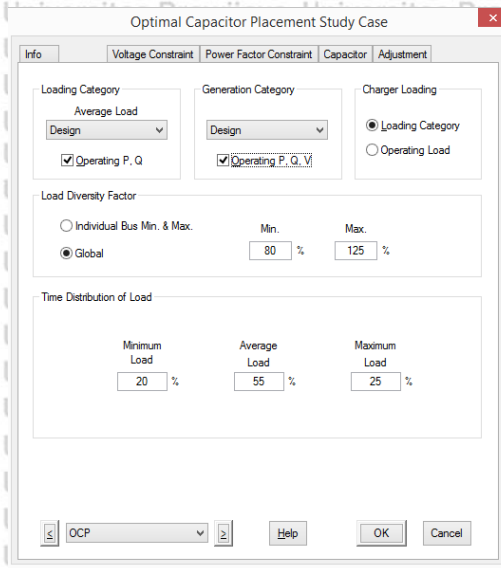 Optimal Capacitor Placement Study Case
Info Voltage Constraint Power Factor Constraint Capacitor Adjustment
Loading Category
Average Load
Design
Operating P, Q
Generation Category
Design
Operating P, Q, V
Charger Loading
Loading Category
Operating Load
Load Diversity Factor
Individual Bus Min. & Max.
Global
Min. Max.
80 % 125 %
Time Distribution of Load
Minimum Load
20 %
Average Load
55 %
Maximum Load
25 %
< OCP > Help OK Cancel